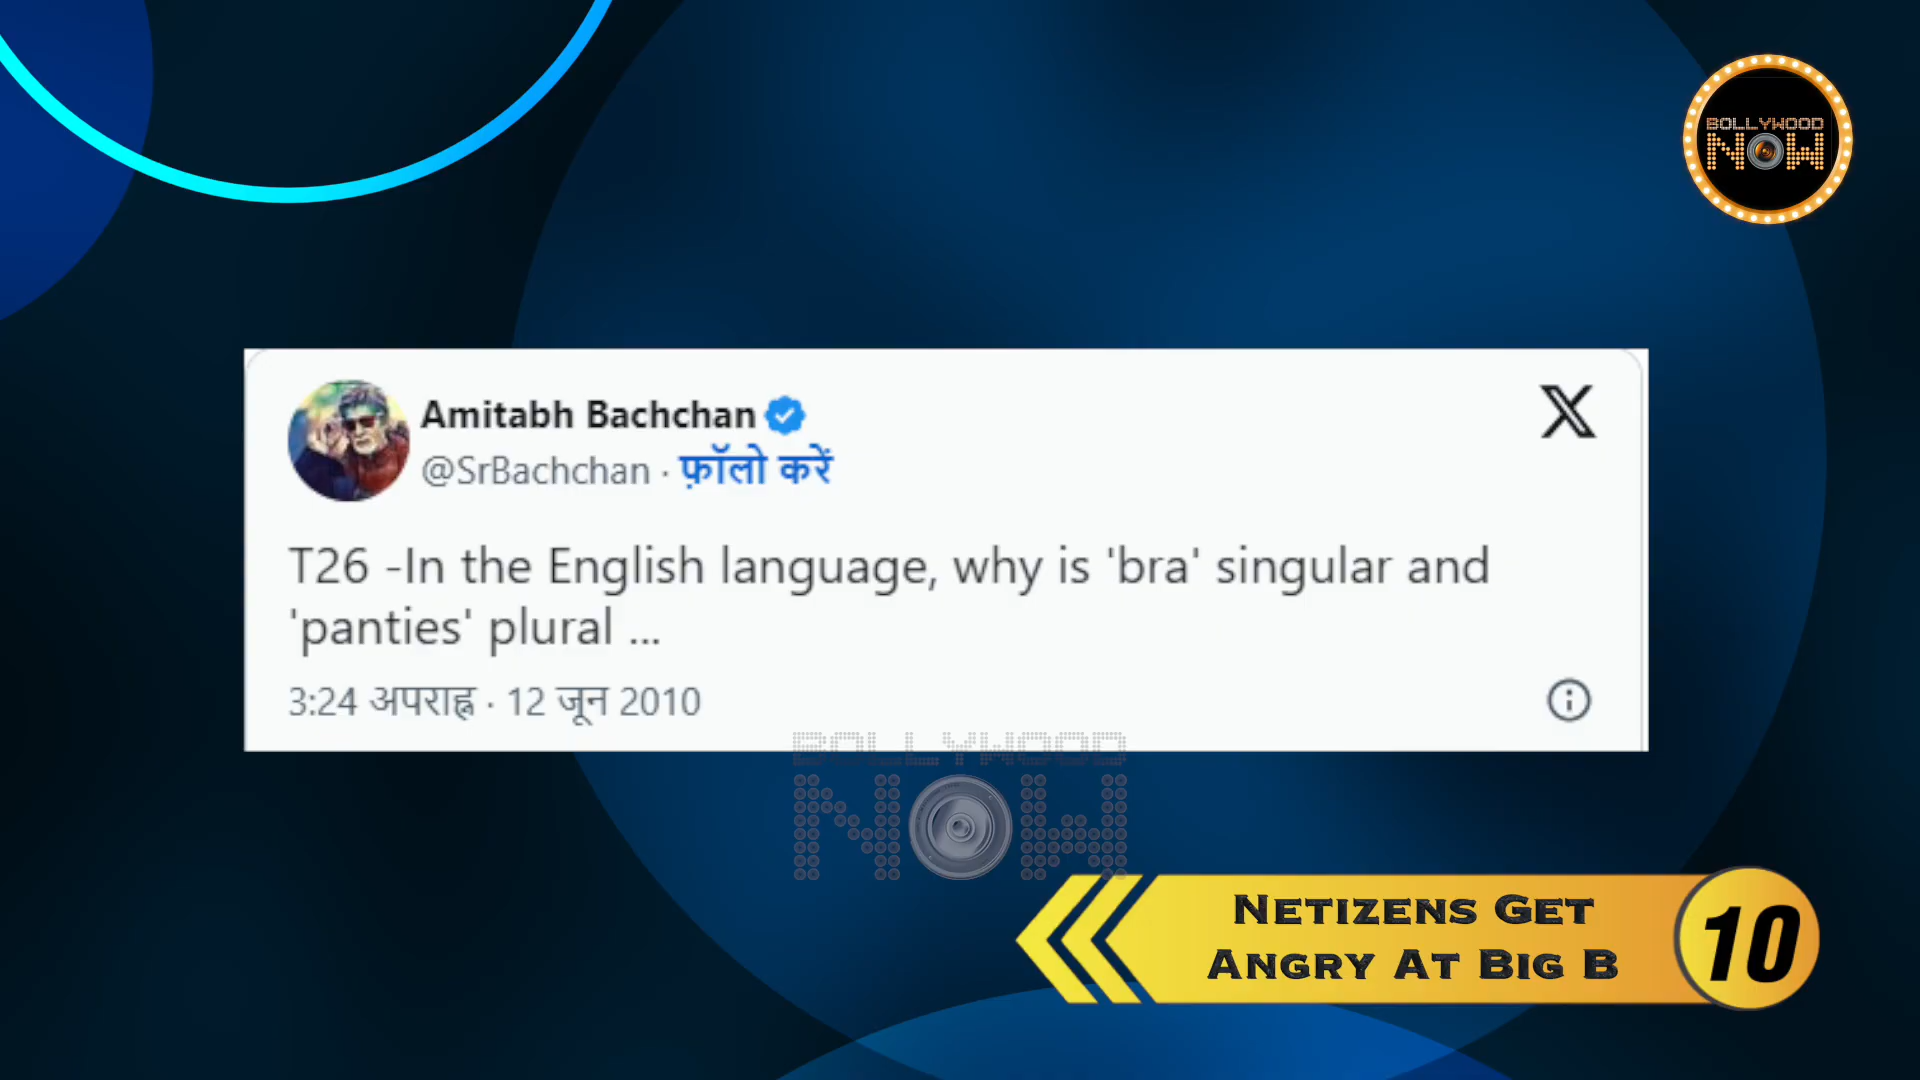 BOLLYWOOD
NOW
Amitabh Bachchan
@SrBachchan · फ़ॉलो करें
T26 -In the English language, why is 'bra' singular and
'panties' plural ...
3:24 अपराह्न · 12 जून 2010
BOLLYWOOD
NOW
NETIZENS GET
ANGRY AT BIG B
10